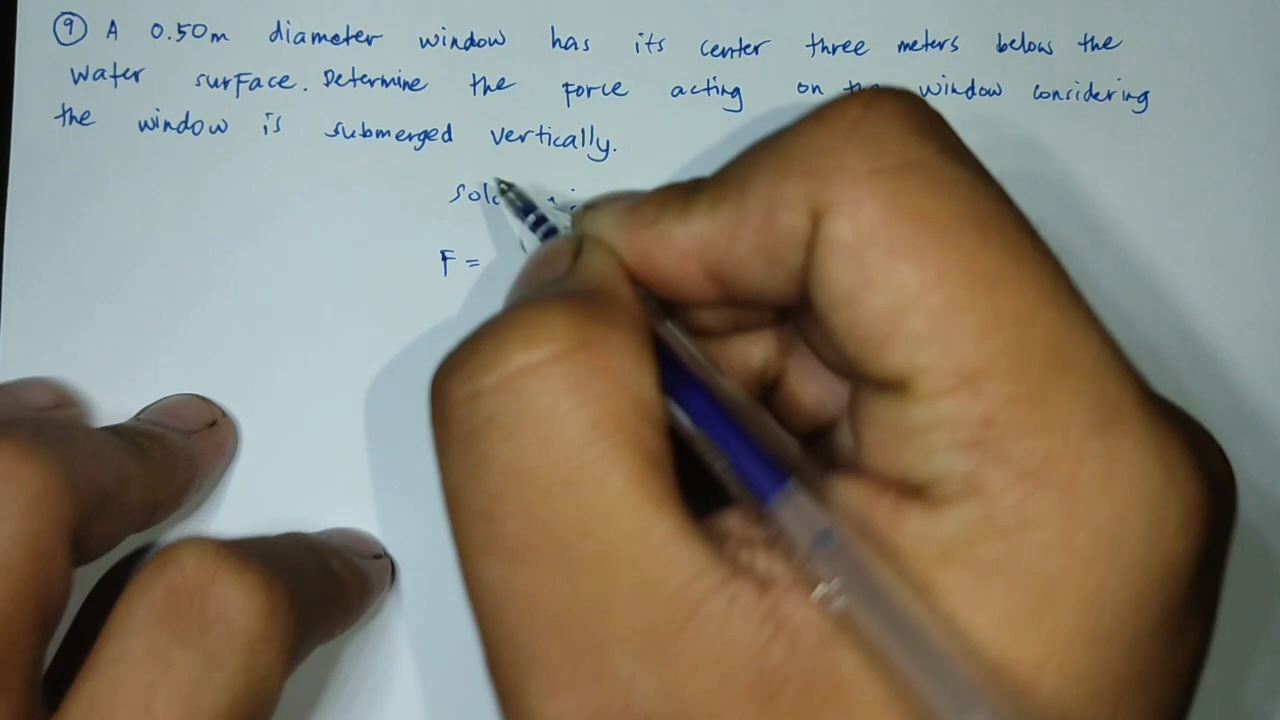 9 A 0.50m diameter window has its center three meters below the
water surface. Determine the force acting on the window considering
the window is submerged vertically.
F =